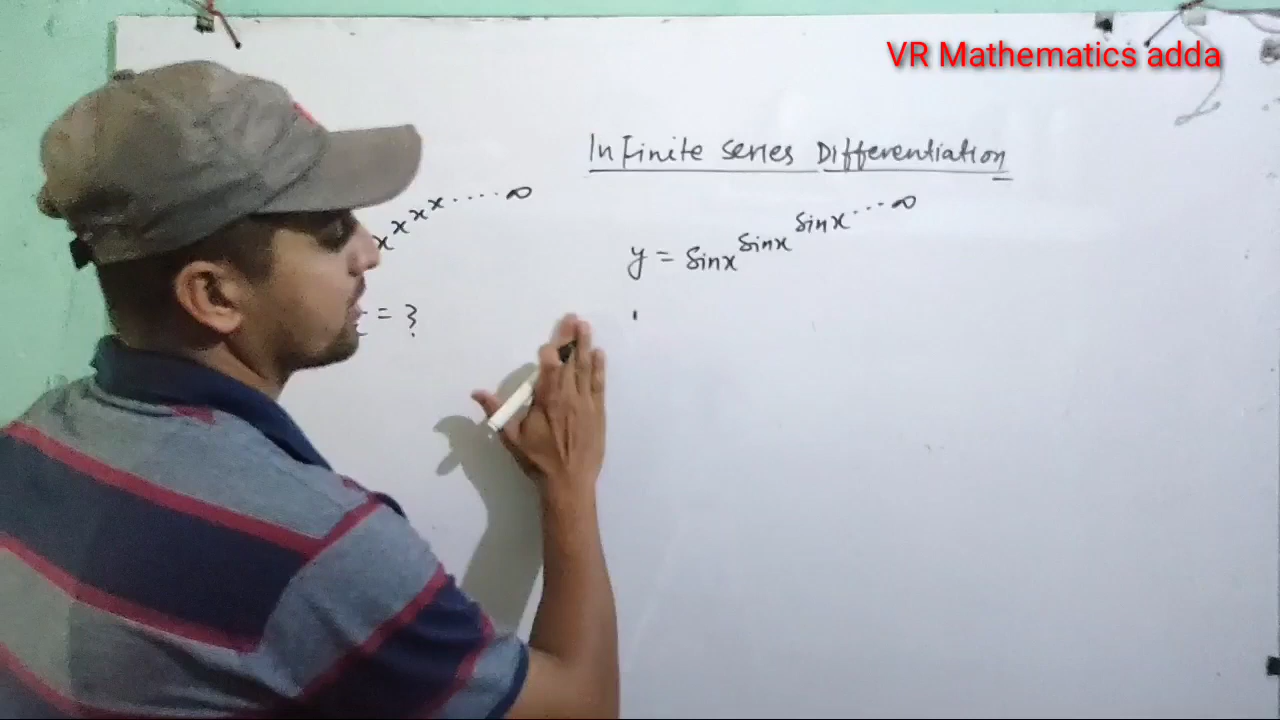 VR Mathematics adda
Infinite Series Differentiation
x^x^x^x.....∞
y = Sinx^Sinx^Sinx...∞
= ?